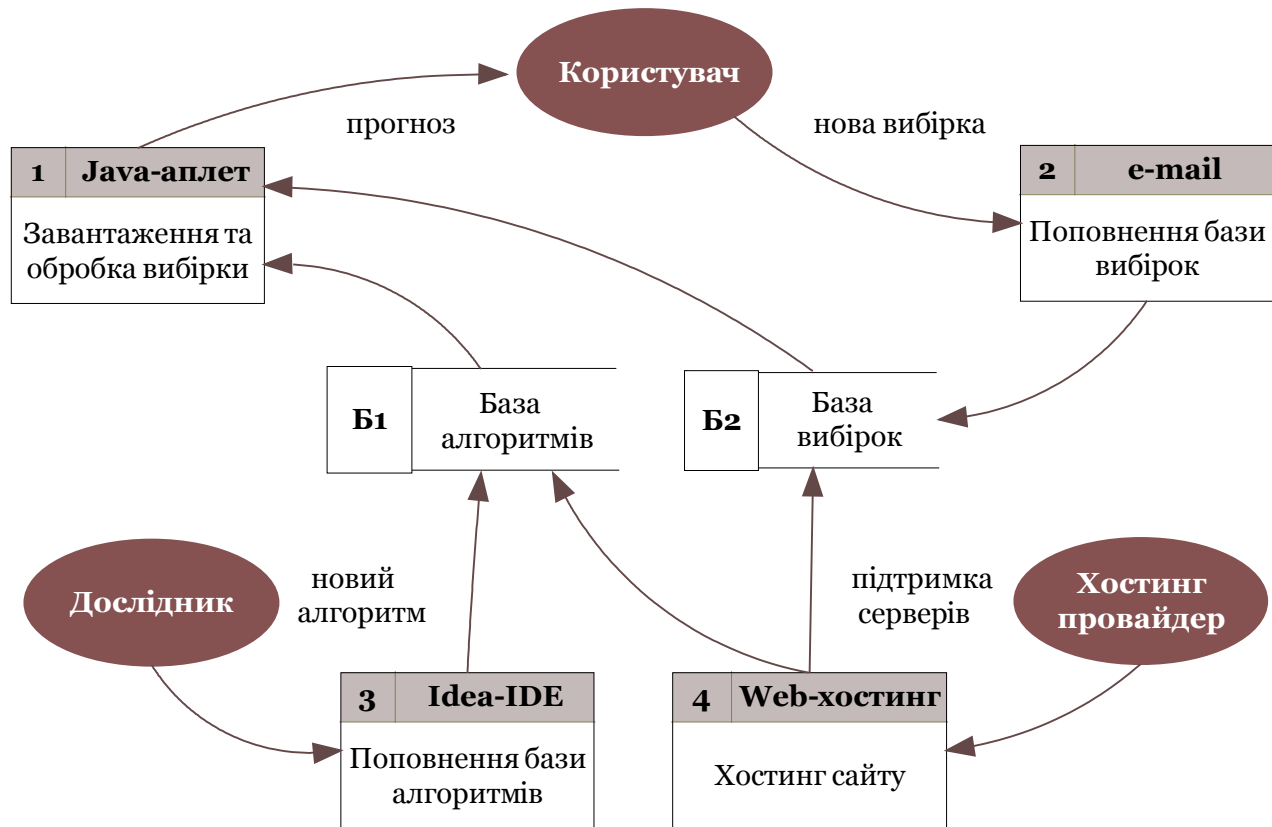 Користувач
прогноз
нова вибірка
1 Java-аплет
Завантаження та
обробка вибірки
2 e-mail
Поповнення бази
вибірок
Б1
База
алгоритмів
Б2
База
вибірок
Дослідник
новий
алгоритм
підтримка
серверів
Хостинг
провайдер
3 Idea-IDE
Поповнення бази
алгоритмів
4 Web-хостинг
Хостинг сайту